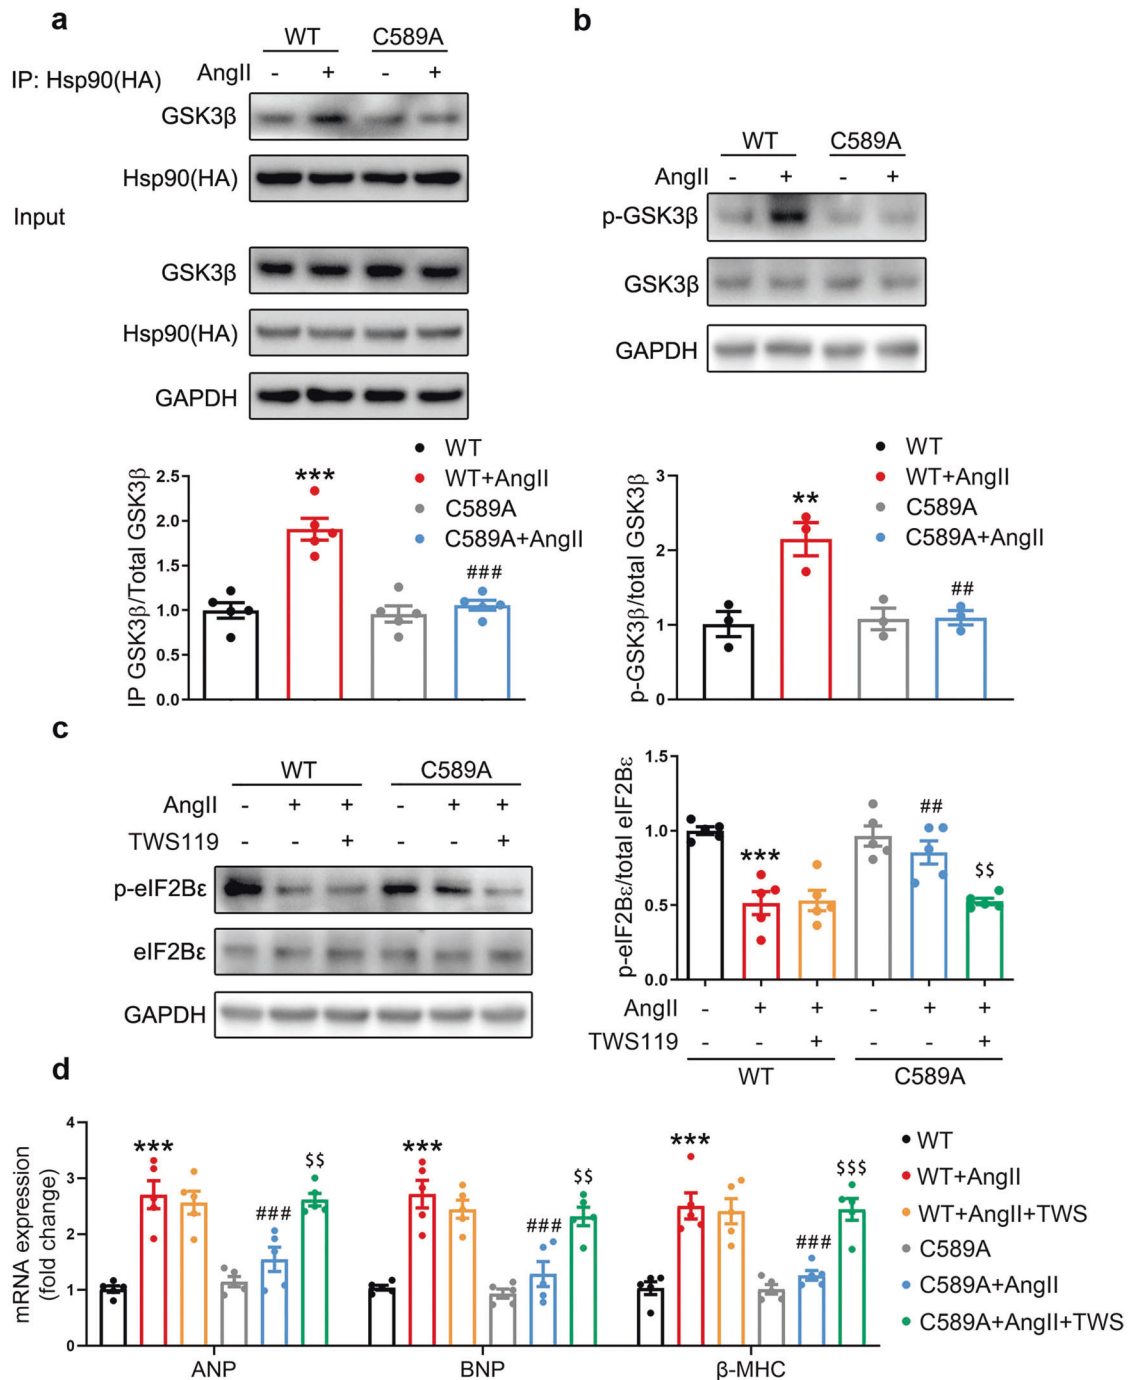 a
WT C589A
IP: Hsp90(HA) AngII - + - +
GSK3β
Hsp90(HA)
Input
GSK3β
Hsp90(HA)
GAPDH
IP GSK3β/Total GSK3β
2.5
2.0
1.5
1.0
0.5
0.0
***
###
WT
WT+AngII
C589A
C589A+AngII
b
WT C589A
AngII - + - +
p-GSK3β
GSK3β
GAPDH
p-GSK3β/total GSK3β
3
2
1
0
**
##
WT
WT+AngII
C589A
C589A+AngII
c
WT C589A
AngII - + + - + +
TWS119 - - + - - +
p-eIF2Bε
eIF2Bε
GAPDH
p-eIF2Bε/total eIF2Bε
1.5
1.0
0.5
0.0
***
##
$$
AngII - + + - + +
TWS119 - - + - - +
WT C589A
d
mRNA expression
(fold change)
4
3
2
1
0
*** ### $$
*** ### $$
*** ### $$$
ANP BNP β-MHC
WT
WT+AngII
WT+AngII+TWS
C589A
C589A+AngII
C589A+AngII+TWS